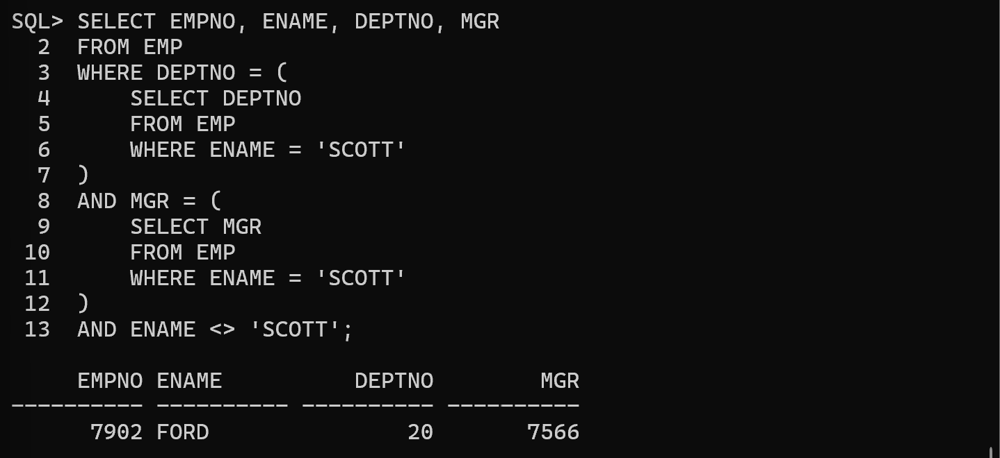 SQL> SELECT EMPNO, ENAME, DEPTNO, MGR
  2  FROM EMP
  3  WHERE DEPTNO = (
  4      SELECT DEPTNO
  5      FROM EMP
  6      WHERE ENAME = 'SCOTT'
  7  )
  8  AND MGR = (
  9      SELECT MGR
 10      FROM EMP
 11      WHERE ENAME = 'SCOTT'
 12  )
 13  AND ENAME <> 'SCOTT';

     EMPNO ENAME          DEPTNO        MGR
---------- ---------- ---------- ----------
      7902 FORD               20       7566